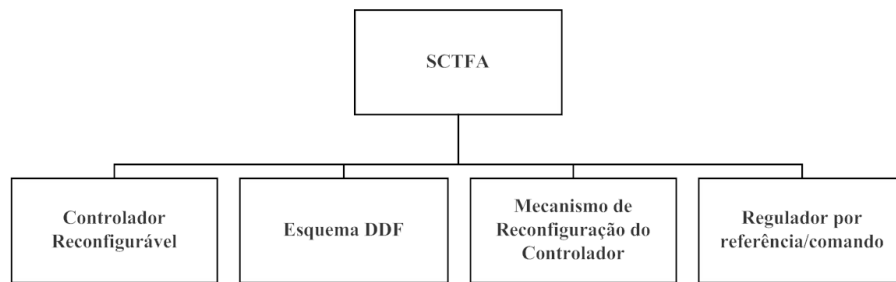 SCTFA
Controlador
Reconfigurável
Esquema DDF
Mecanismo de
Reconfiguração do
Controlador
Regulador por
referência/comando